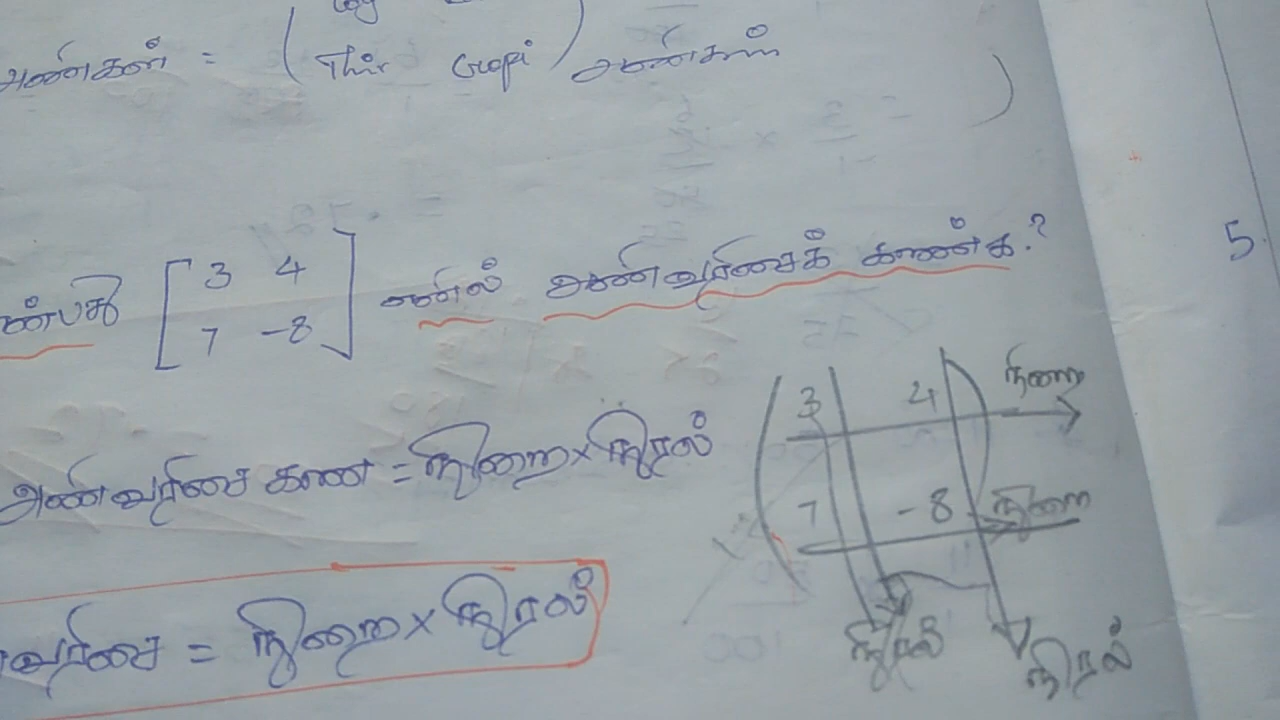 அணிகள் = ( Thir Gopi ) அணிகள்
[ 3 4
7 -8 ] எனில் அணி வரிசைக் காண்க.?
5.
அணி வரிசை காண = நிறை × நிரல்
( 3 4 ) நிறை
7 -8 நிறை
வரிசை = நிறை × நிரல்
நிரல் நிரல்